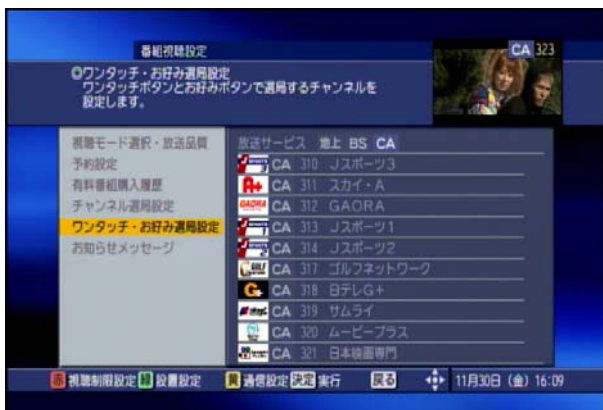 番組視聴設定
CA 323
ワンタッチ・お好み選局設定
ワンタッチボタンとお好みボタンで選局するチャンネルを
設定します。
視聴モード選択・放送品質
予約設定
有料番組購入履歴
チャンネル選局設定
ワンタッチ・お好み選局設定
お知らせメッセージ
放送サービス 地上 BS CA
CA 310 Jスポーツ3
A+ CA 311 スカイ・A
GAORA CA 312 GAORA
CA 313 Jスポーツ1
CA 314 Jスポーツ2
GOLF CA 317 ゴルフネットワーク
G+ CA 318 日テレG+
CA 319 サムライ
CA 320 ムービープラス
CA 321 日本映画専門
赤 視聴制限設定 緑 設置設定 黄 通信設定 決定 実行 戻る 11月30日 (金) 16:09